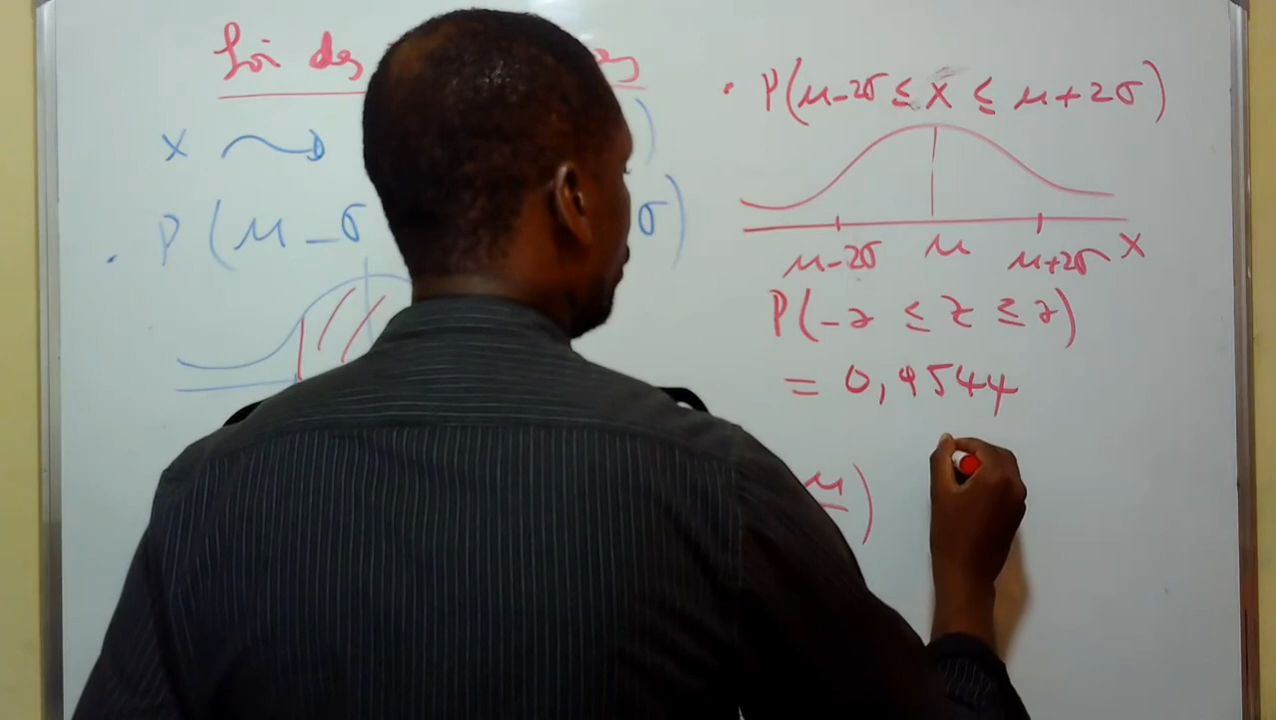 Loi des
X
)
• P(μ-σ σ)
• P(μ-2σ ≤ X ≤ μ+2σ)
μ-2σ μ μ+2σ X
P(-2 ≤ Z ≤ 2)
= 0,9544
μ)